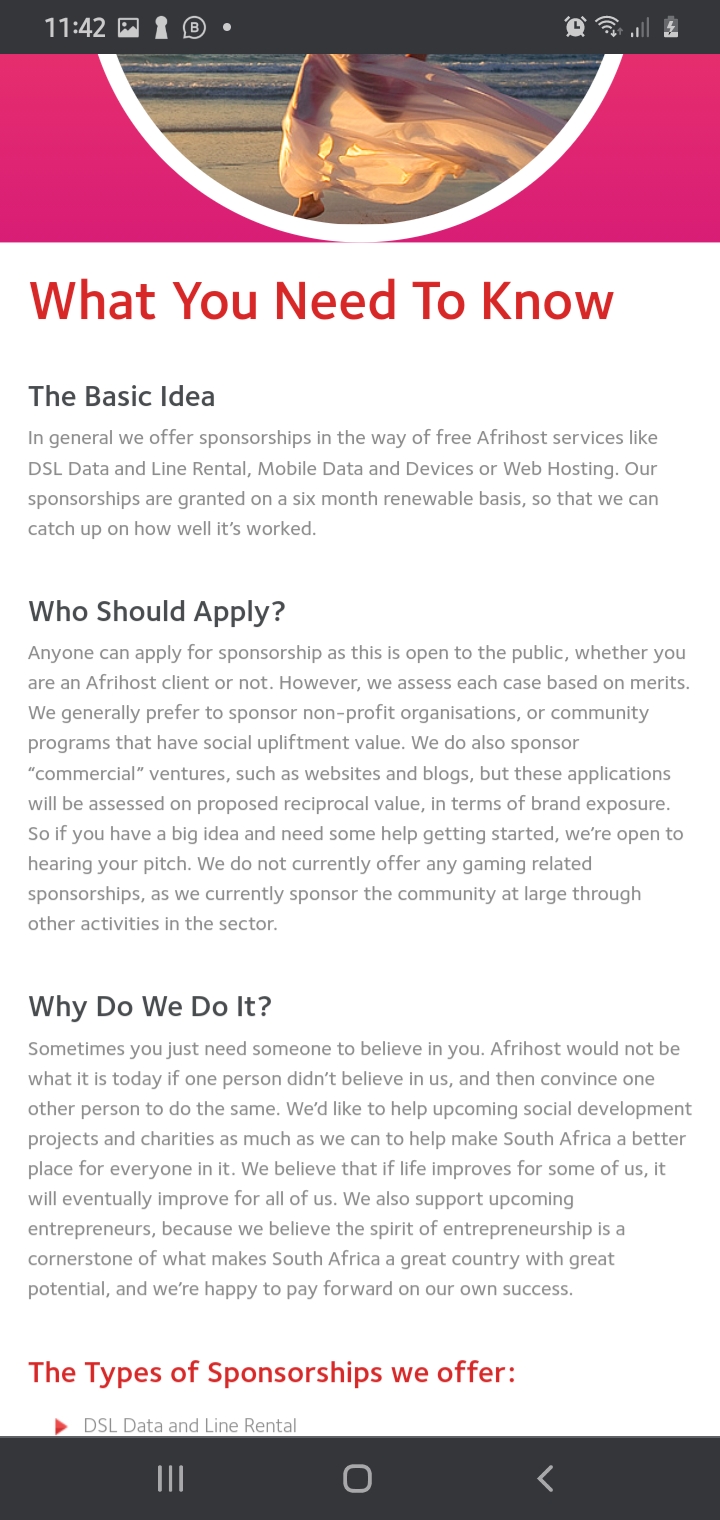 11:42
What You Need To Know
The Basic Idea
In general we offer sponsorships in the way of free Afrihost services like
DSL Data and Line Rental, Mobile Data and Devices or Web Hosting. Our
sponsorships are granted on a six month renewable basis, so that we can
catch up on how well it’s worked.
Who Should Apply?
Anyone can apply for sponsorship as this is open to the public, whether you
are an Afrihost client or not. However, we assess each case based on merits.
We generally prefer to sponsor non-profit organisations, or community
programs that have social upliftment value. We do also sponsor
“commercial” ventures, such as websites and blogs, but these applications
will be assessed on proposed reciprocal value, in terms of brand exposure.
So if you have a big idea and need some help getting started, we’re open to
hearing your pitch. We do not currently offer any gaming related
sponsorships, as we currently sponsor the community at large through
other activities in the sector.
Why Do We Do It?
Sometimes you just need someone to believe in you. Afrihost would not be
what it is today if one person didn’t believe in us, and then convince one
other person to do the same. We’d like to help upcoming social development
projects and charities as much as we can to help make South Africa a better
place for everyone in it. We believe that if life improves for some of us, it
will eventually improve for all of us. We also support upcoming
entrepreneurs, because we believe the spirit of entrepreneurship is a
cornerstone of what makes South Africa a great country with great
potential, and we’re happy to pay forward on our own success.
The Types of Sponsorships we offer:
DSL Data and Line Rental